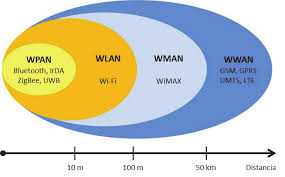 WPAN
Bluetooth, IrDA
ZigBee, UWB
WLAN
Wi-Fi
WMAN
WiMAX
WWAN
GSM, GPRS
UMTS, LTE
10 m
100 m
50 km
Distancia